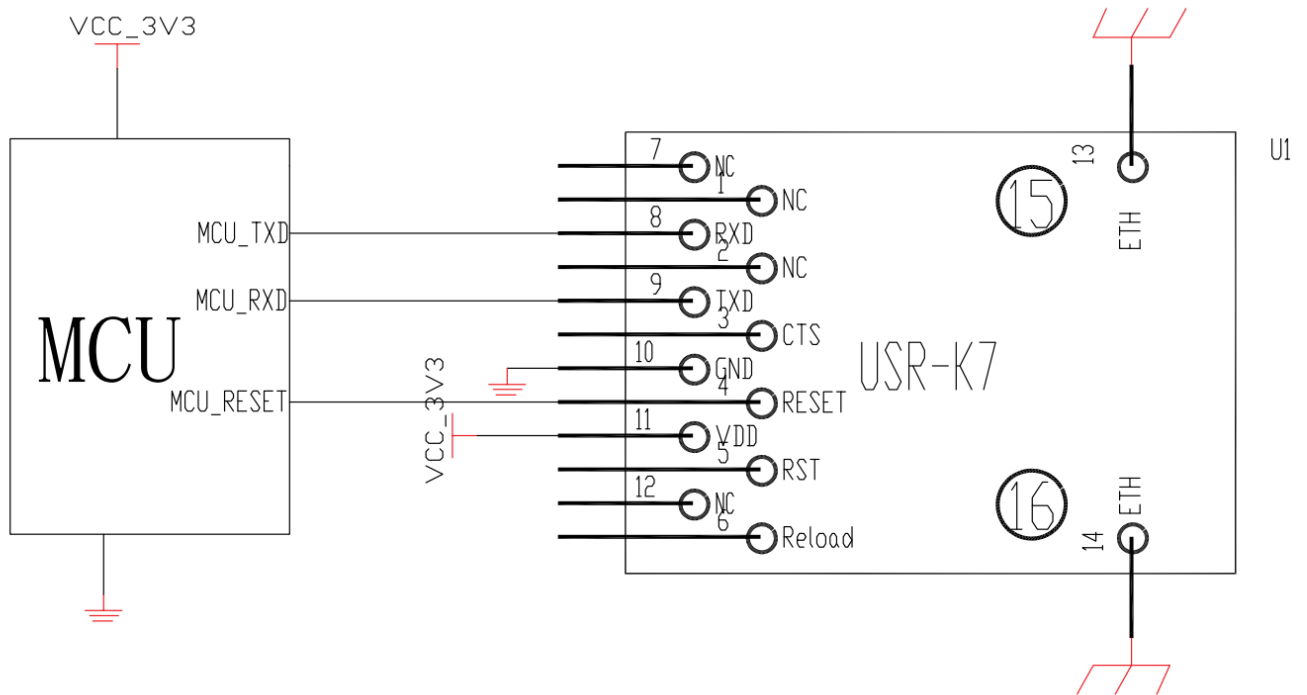 VCC_3V3
U1
7
NC
1
NC
MCU_TXD
8
RXD
2
NC
MCU_RXD
9
TXD
3
CTS
MCU
10
GND
4
MCU_RESET
RESET
VCC_3V3
11
VDD
5
RST
12
NC
6
Reload
USR-K7
13
15
ETH
16
ETH
14